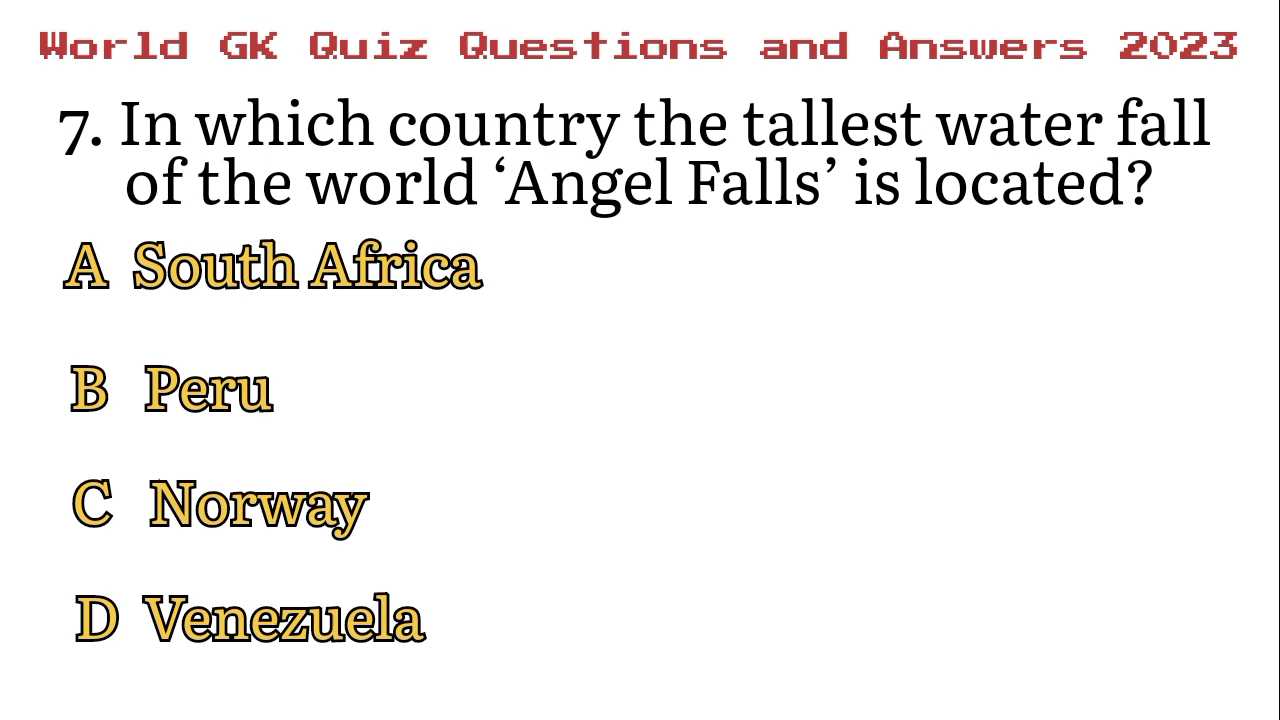 World GK Quiz Questions and Answers 2023
7. In which country the tallest water fall
of the world ‘Angel Falls’ is located?
A South Africa
B Peru
C Norway
D Venezuela